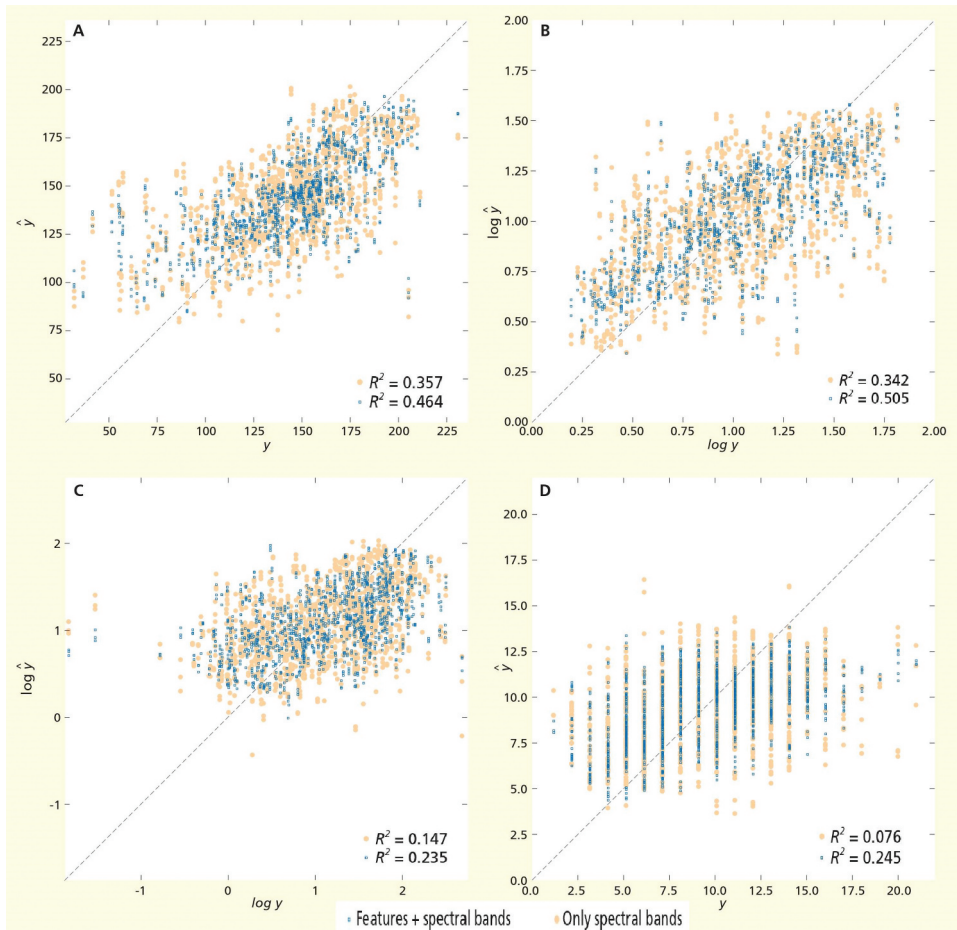 A
225
200
175
150
125
100
75
50
ŷ
50
75
100
125
150
175
200
225
y
R² = 0.357
R² = 0.464
B
2.00
1.75
1.50
1.25
1.00
0.75
0.50
0.25
0.00
log ŷ
0.00
0.25
0.50
0.75
1.00
1.25
1.50
1.75
2.00
log y
R² = 0.342
R² = 0.505
C
2
1
0
-1
log ŷ
-1
0
1
2
log y
R² = 0.147
R² = 0.235
D
20.0
17.5
15.0
12.5
10.0
7.5
5.0
2.5
0.0
ŷ
0.0
2.5
5.0
7.5
10.0
12.5
15.0
17.5
20.0
y
R² = 0.076
R² = 0.245
Features + spectral bands
Only spectral bands